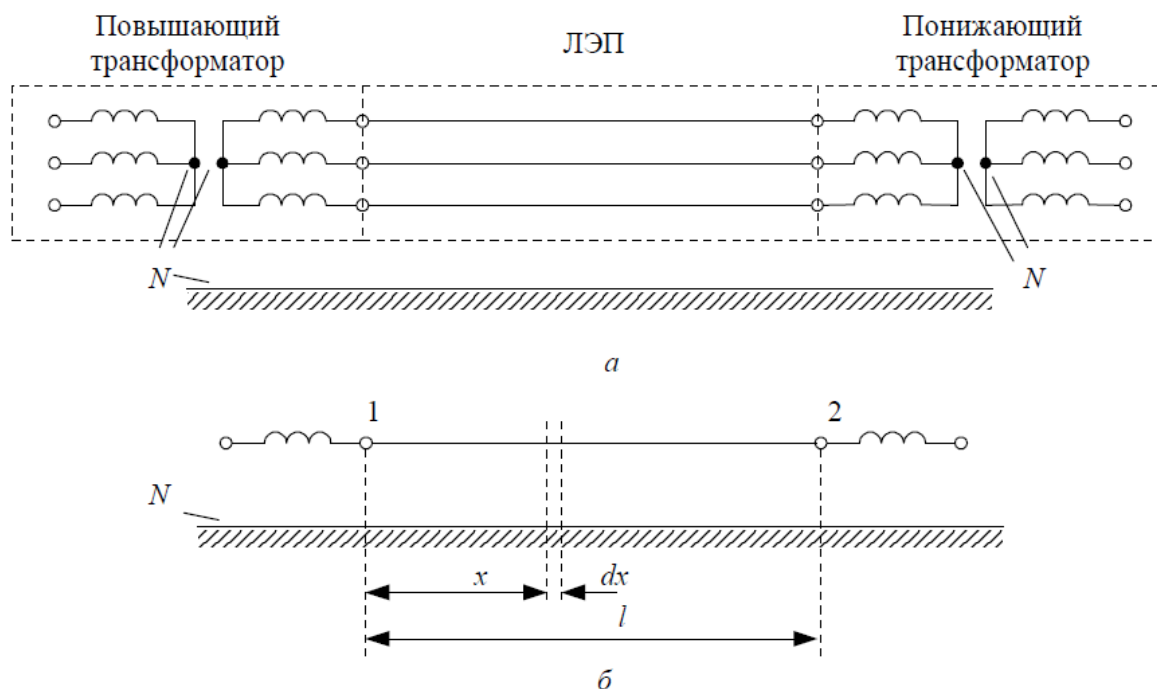 Повышающий
трансформатор
ЛЭП
Понижающий
трансформатор
N
N
а
1
2
N
x
dx
l
б